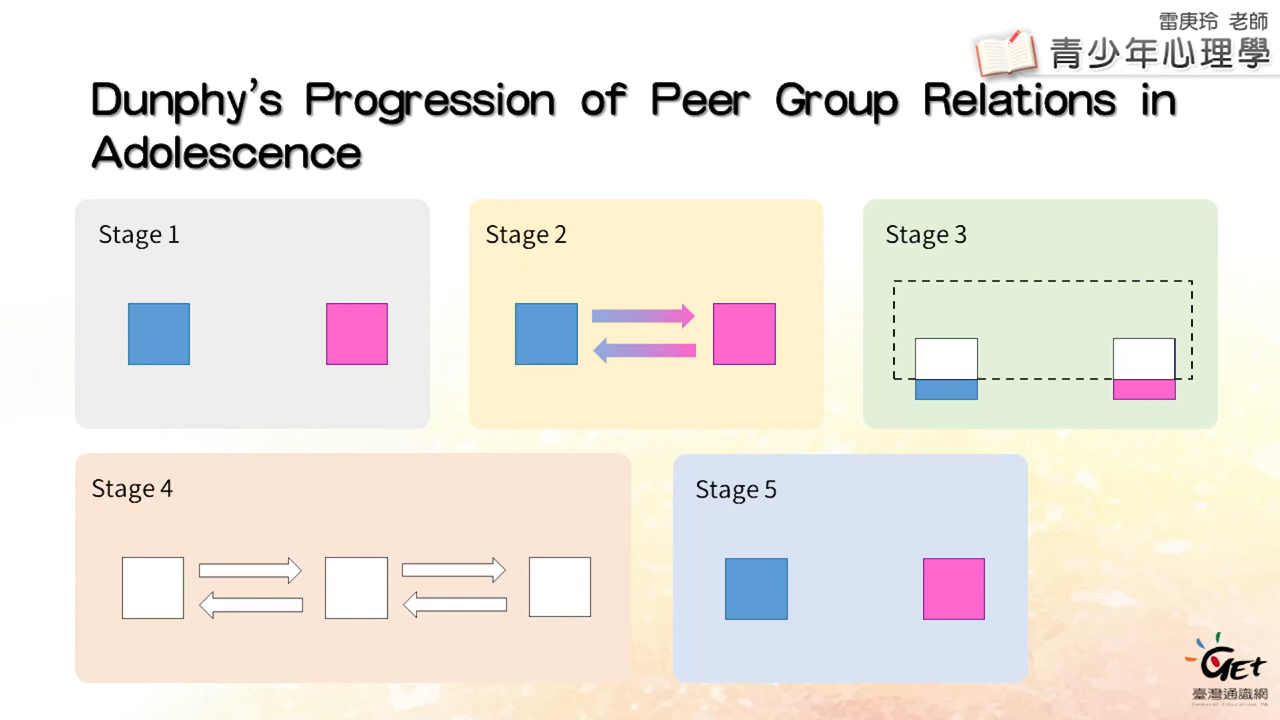 雷庚玲 老師
青少年心理學
Dunphy’s Progression of Peer Group Relations in
Adolescence
Stage 1
Stage 2
Stage 3
Stage 4
Stage 5
GEt
臺灣通識網